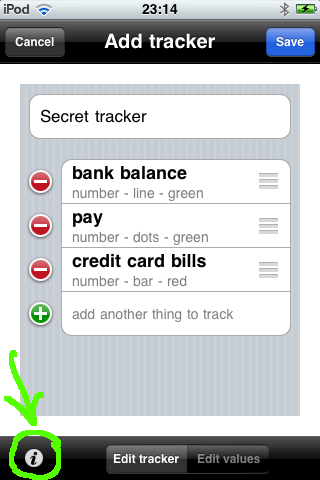 iPod 23:14
Cancel Add tracker Save
Secret tracker
bank balance
number - line - green
pay
number - dots - green
credit card bills
number - bar - red
add another thing to track
i Edit tracker Edit values